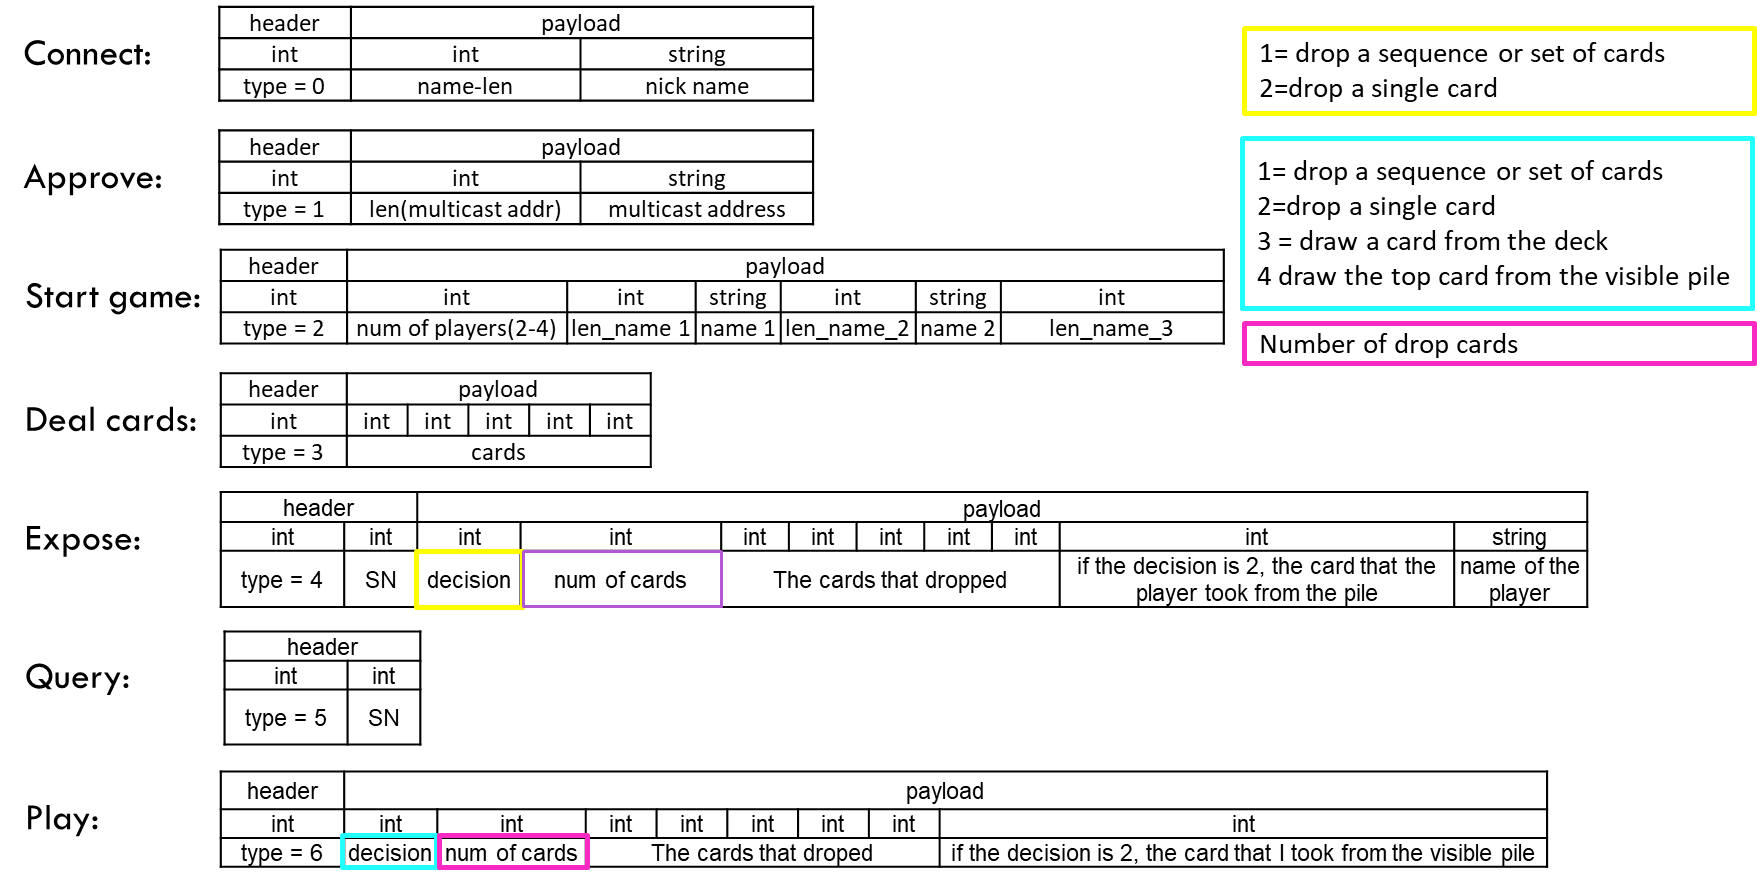 Connect:
header payload
int int string
type = 0 name-len nick name
1= drop a sequence or set of cards
2=drop a single card
Approve:
header payload
int int string
type = 1 len(multicast addr) multicast address
1= drop a sequence or set of cards
2=drop a single card
3 = draw a card from the deck
4 draw the top card from the visible pile
Start game:
header payload
int int int string int string int
type = 2 num of players(2-4) len_name 1 name 1 len_name_2 name 2 len_name_3
Number of drop cards
Deal cards:
header payload
int int int int int int
type = 3 cards
Expose:
header payload
int int int int int int int int int int string
type = 4 SN decision num of cards The cards that dropped if the decision is 2, the card that the
player took from the pile
name of the
player
Query:
header
int int
type = 5 SN
Play:
header payload
int int int int int int int int int
type = 6 decision num of cards The cards that droped if the decision is 2, the card that I took from the visible pile